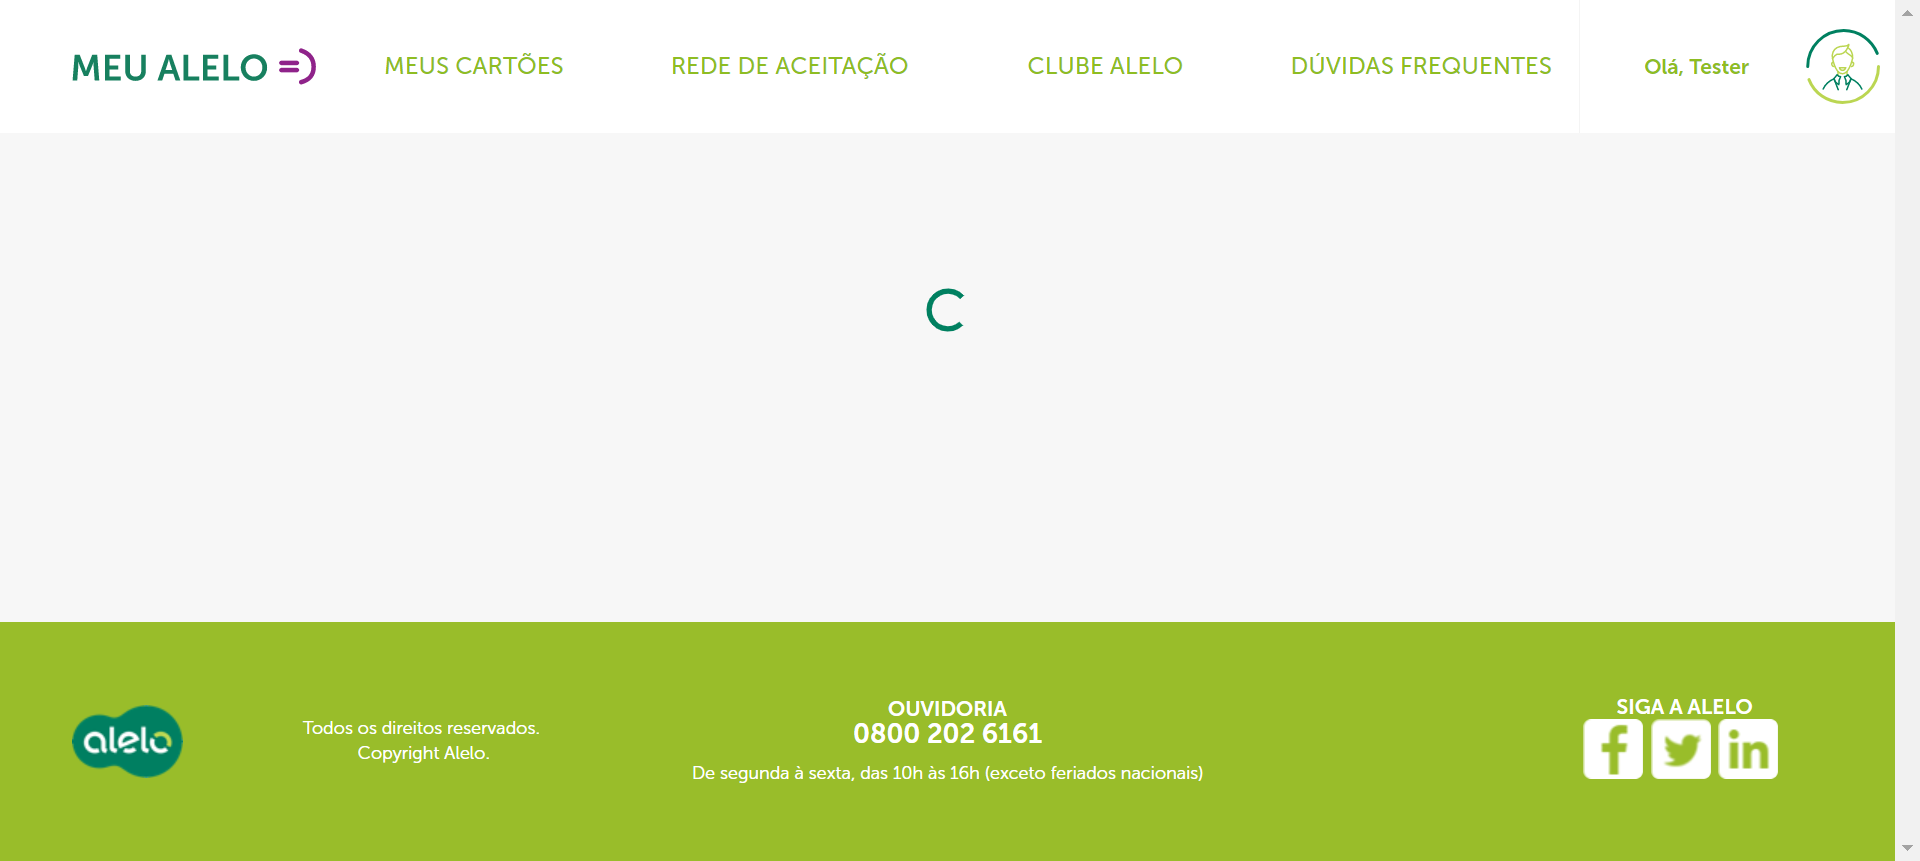 MEU ALELO
MEUS CARTÕES
REDE DE ACEITAÇÃO
CLUBE ALELO
DÚVIDAS FREQUENTES
Olá, Tester
alelo
Todos os direitos reservados.
Copyright Alelo.
OUVIDORIA
0800 202 6161
De segunda à sexta, das 10h às 16h (exceto feriados nacionais)
SIGA A ALELO